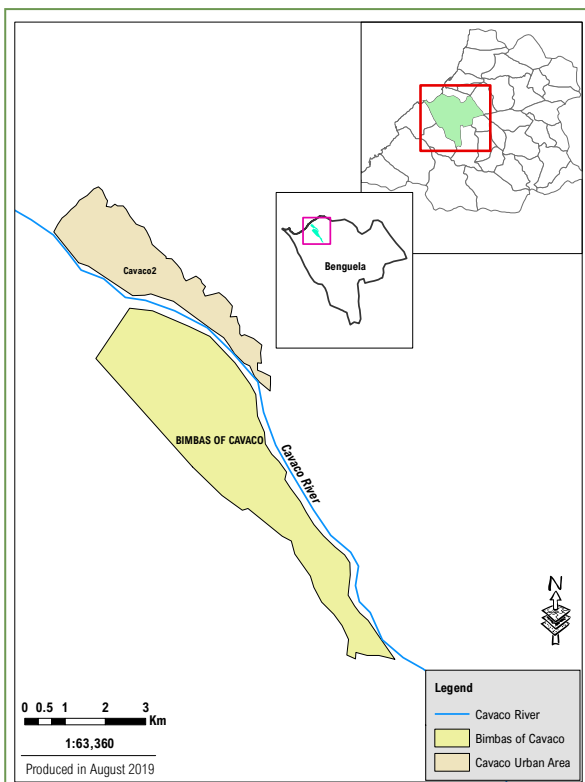 Benguela
Cavaco2
BIMBAS OF CAVACO
Cavaco River
N
0 0.5 1 2 3
Km
1:63,360
Produced in August 2019
Legend
Cavaco River
Bimbas of Cavaco
Cavaco Urban Area